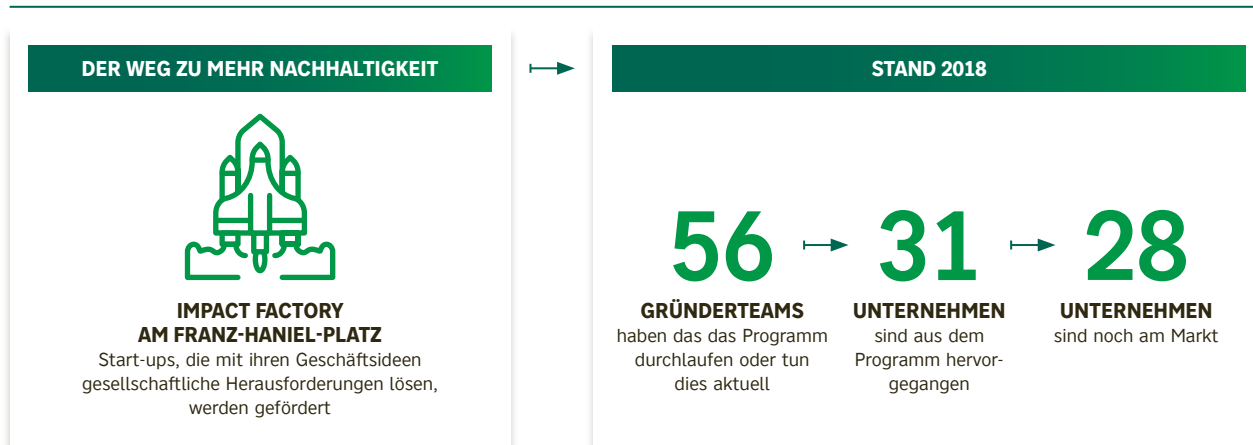 DER WEG ZU MEHR NACHHALTIGKEIT
IMPACT FACTORY
AM FRANZ-HANIEL-PLATZ
Start-ups, die mit ihren Geschäftsideen
gesellschaftliche Herausforderungen lösen,
werden gefördert
STAND 2018
56
GRÜNDERTEAMS
haben das das Programm
durchlaufen oder tun
dies aktuell
31
UNTERNEHMEN
sind aus dem
Programm hervor-
gegangen
28
UNTERNEHMEN
sind noch am Markt